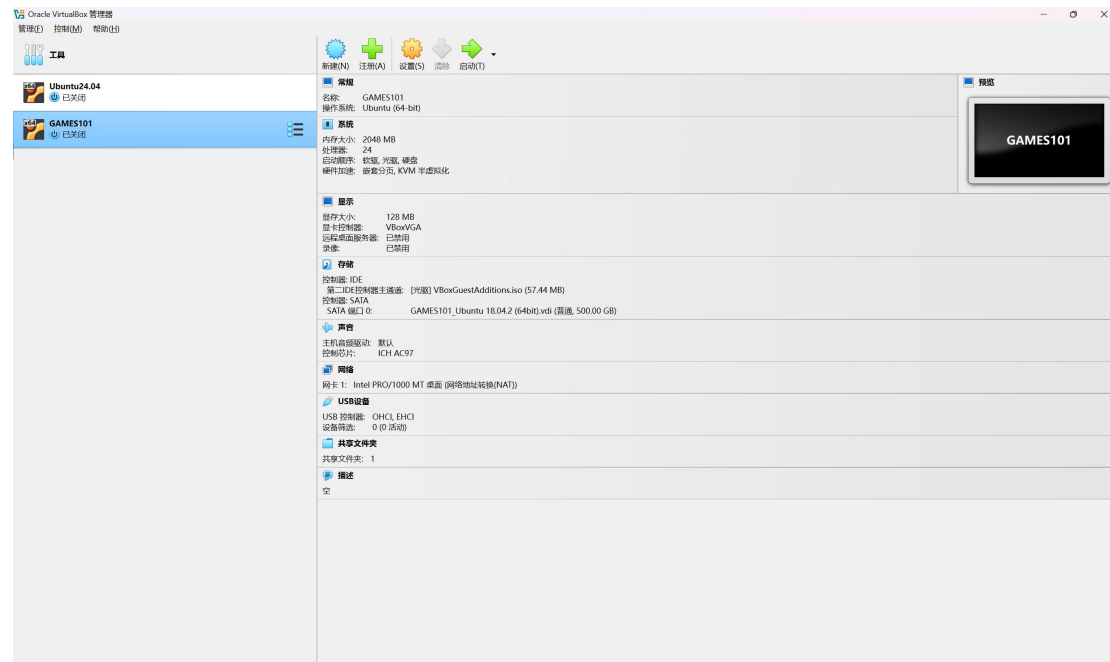 Oracle VirtualBox 管理器
管理(F) 控制(M) 帮助(H)
工具
新建(N) 注册(A) 设置(S) 清除 启动(T)
Ubuntu24.04
已关闭
GAMES101
已关闭
常规
名称: GAMES101
操作系统: Ubuntu (64-bit)
系统
内存大小: 2048 MB
处理器: 24
启动顺序: 软驱, 光驱, 硬盘
硬件加速: 嵌套分页, KVM 半虚拟化
预览
GAMES101
显示
显存大小: 128 MB
显卡控制器: VBoxVGA
远程桌面服务器: 已禁用
录像: 已禁用
存储
控制器: IDE
第二IDE控制器主通道: [光驱] VBoxGuestAdditions.iso (57.44 MB)
控制器: SATA
SATA 端口 0: GAMES101_Ubuntu 18.04.2 (64bit).vdi (普通, 500.00 GB)
声音
主机音频驱动: 默认
控制芯片: ICH AC97
网络
网卡 1: Intel PRO/1000 MT 桌面 (网络地址转换(NAT))
USB设备
USB 控制器: OHCI, EHCI
设备筛选: 0 (0 活动)
共享文件夹
共享文件夹: 1
描述
空